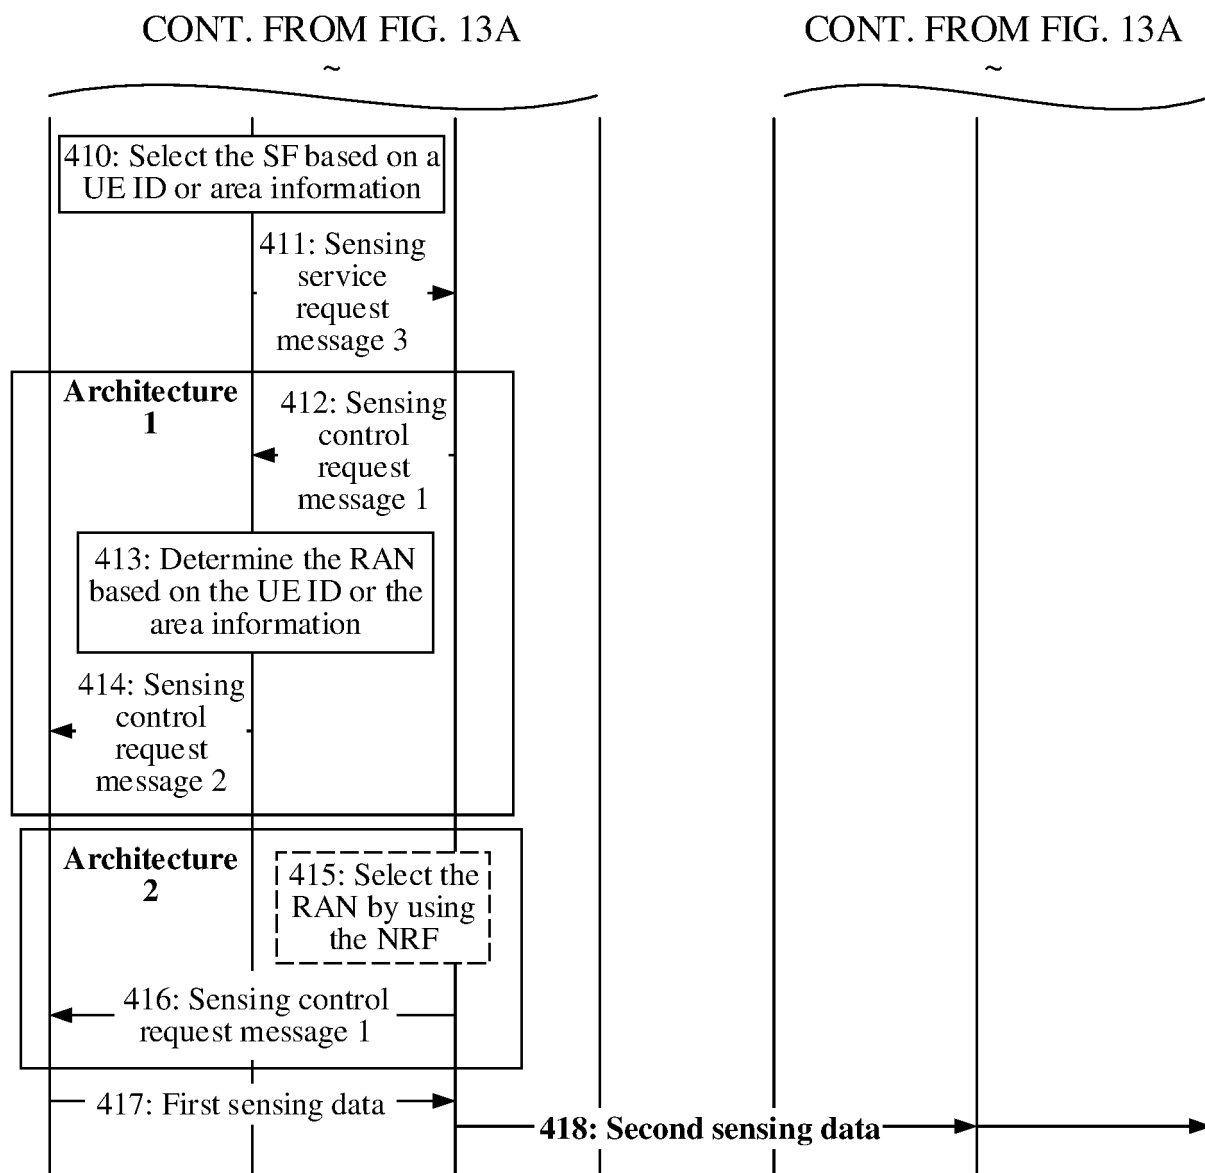 CONT. FROM FIG. 13A
CONT. FROM FIG. 13A
~
~
410: Select the SF based on a
UE ID or area information
411: Sensing
service
request
message 3
Architecture
1
412: Sensing
control
request
message 1
413: Determine the RAN
based on the UE ID or the
area information
414: Sensing
control
request
message 2
Architecture
2
415: Select the
RAN by using
the NRF
416: Sensing control
request message 1
417: First sensing data
418: Second sensing data